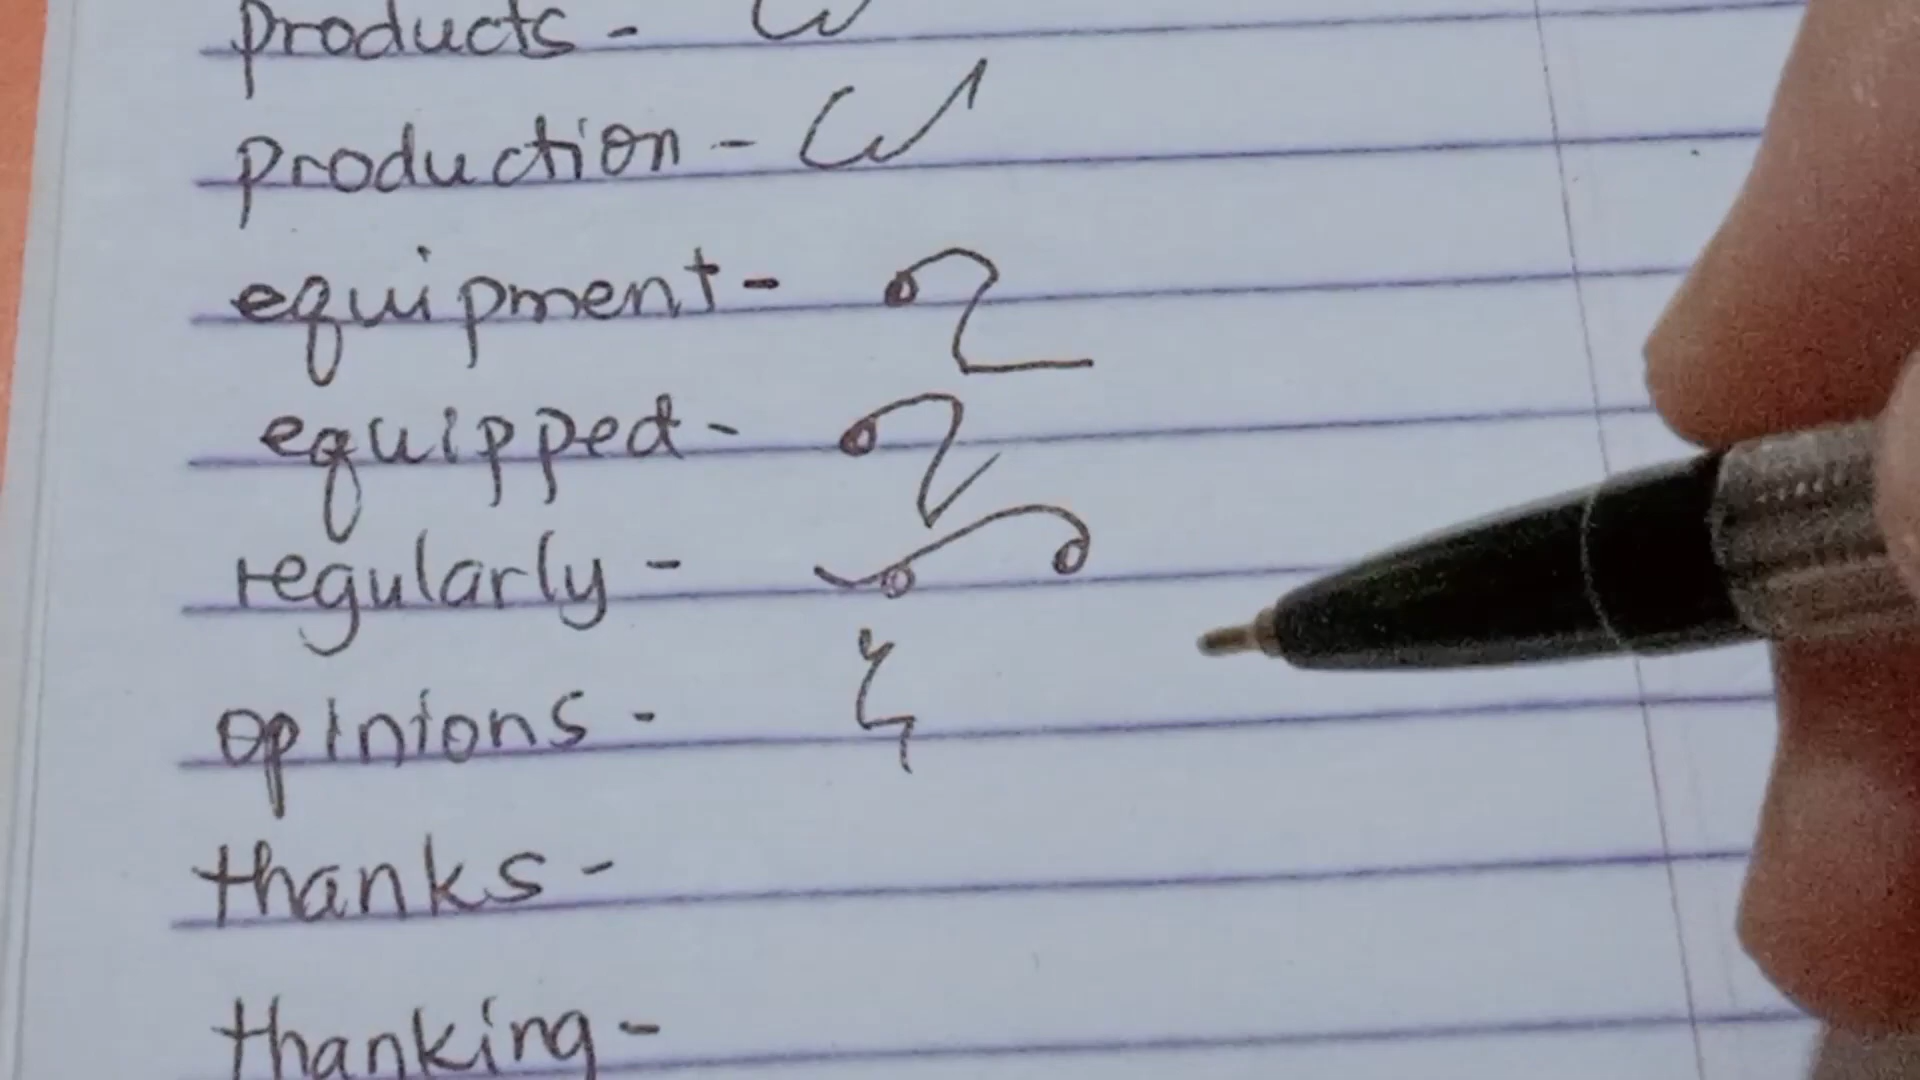 products -
production -
equipment -
equipped -
regularly -
opinions -
thanks -
thanking -